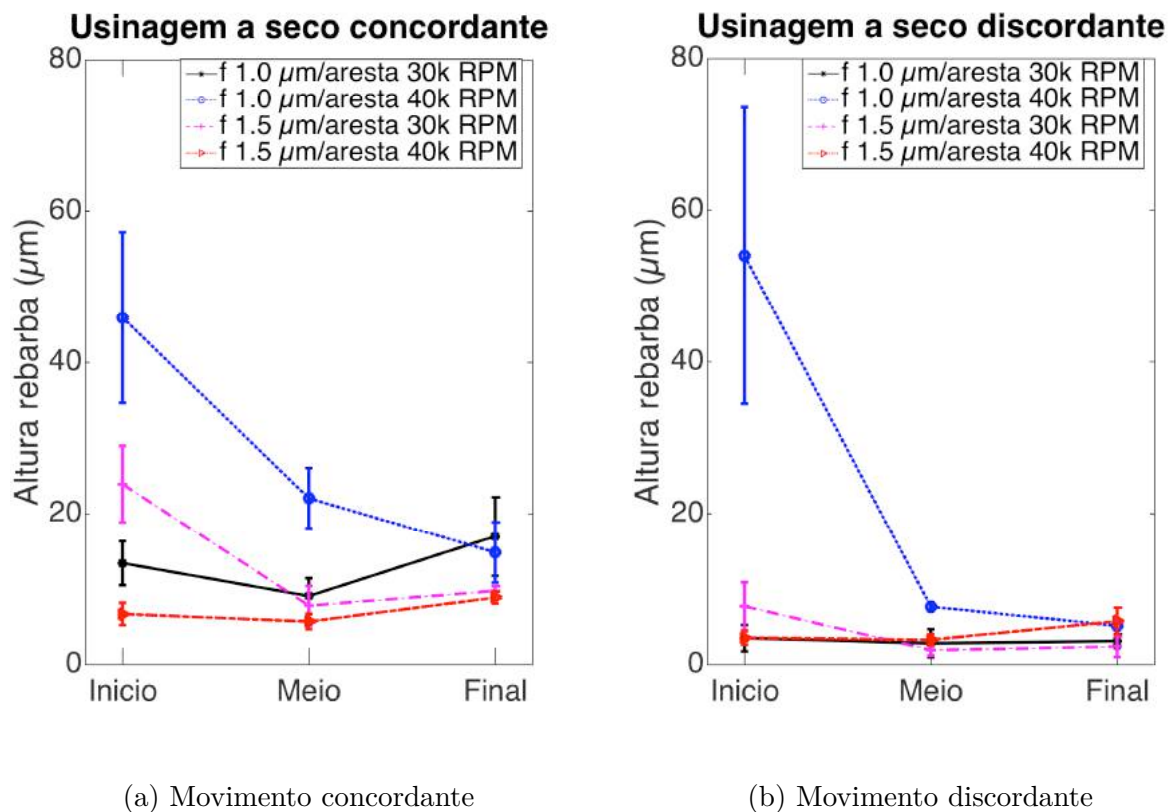 Usinagem a seco concordante
f 1.0 µm/aresta 30k RPM
f 1.0 µm/aresta 40k RPM
f 1.5 µm/aresta 30k RPM
f 1.5 µm/aresta 40k RPM
Altura rebarba (µm)
80
60
40
20
0
Inicio Meio Final
(a) Movimento concordante
Usinagem a seco discordante
f 1.0 µm/aresta 30k RPM
f 1.0 µm/aresta 40k RPM
f 1.5 µm/aresta 30k RPM
f 1.5 µm/aresta 40k RPM
Altura rebarba (µm)
80
60
40
20
0
Inicio Meio Final
(b) Movimento discordante